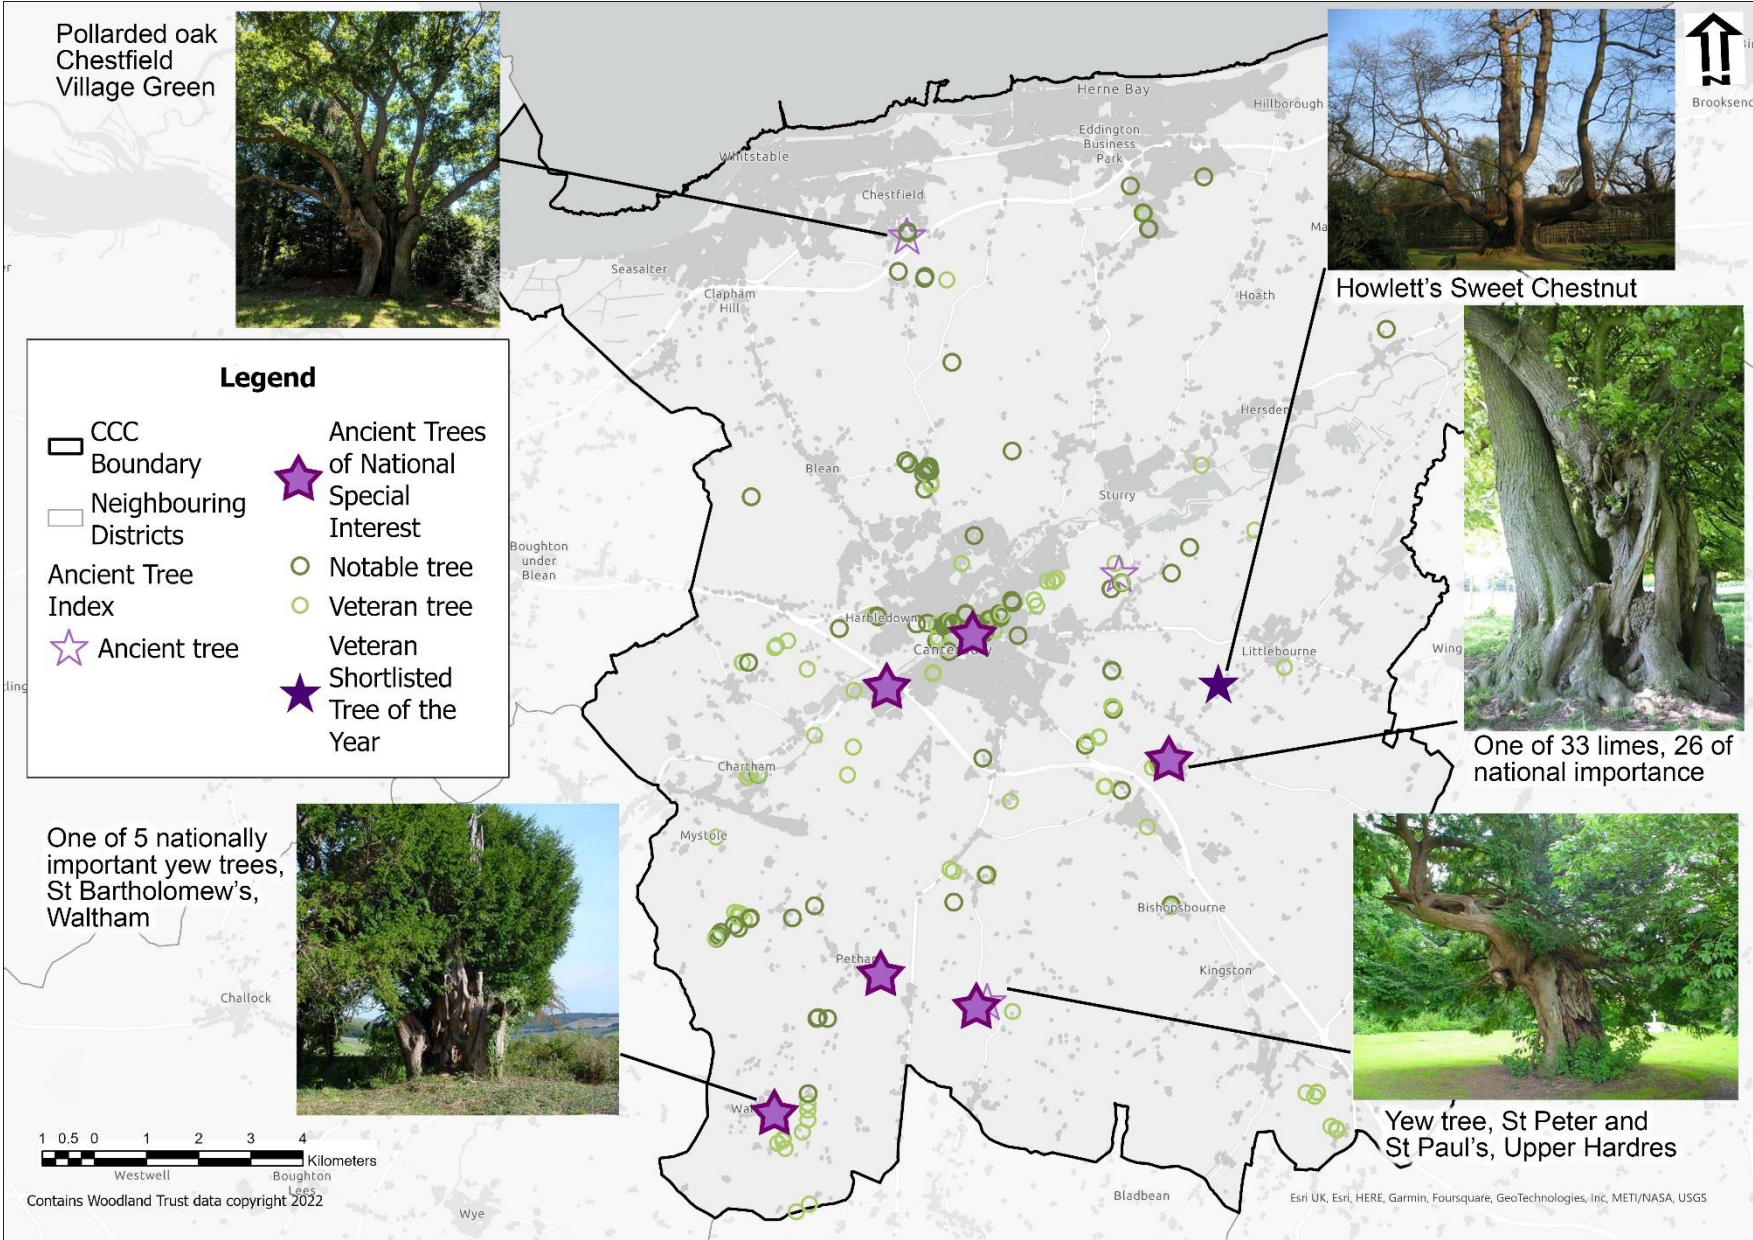 Pollarded oak
Chestfield
Village Green
Herne Bay
Hillborough
Brooksend
Eddington
Business
Park
Whitstable
Chestfield
Ma
Seasalter
Clapham
Hill
Hoath
Howlett's Sweet Chestnut
N
Legend
CCC
Boundary
Neighbouring
Districts
Ancient Tree
Index
Ancient tree
Ancient Trees
of National
Special
Interest
Notable tree
Veteran tree
Veteran
Shortlisted
Tree of the
Year
Hersden
Blean
Sturry
Boughton
under
Blean
Harbledown
Littlebourne
Wing
ling
One of 33 limes, 26 of
national importance
Chartham
Mystole
One of 5 nationally
important yew trees,
St Bartholomew's,
Waltham
Bishopsbourne
Petham
Kingston
Challock
Wal
Yew tree, St Peter and
St Paul's, Upper Hardres
1 0.5 0 1 2 3 4
Kilometers
Westwell
Boughton
Lees
Contains Woodland Trust data copyright 2022
Wye
Bladbean
Esri UK, Esri, HERE, Garmin, Foursquare, GeoTechnologies, Inc, METI/NASA, USGS